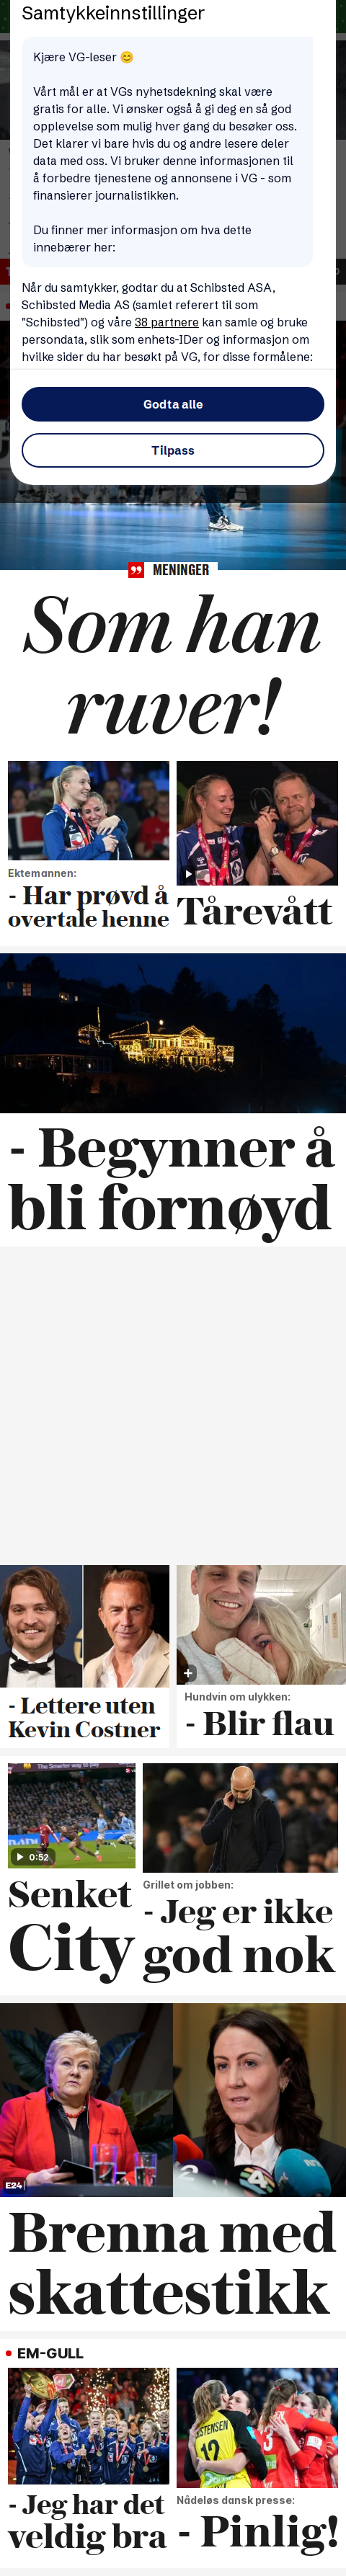 Samtykkeinnstillinger
Kjære VG-leser 😊
Vårt mål er at VGs nyhetsdekning skal være
gratis for alle. Vi ønsker også å gi deg en så god
opplevelse som mulig hver gang du besøker oss.
Det klarer vi bare hvis du og andre lesere deler
data med oss. Vi bruker denne informasjonen til
å forbedre tjenestene og annonsene i VG - som
finansierer journalistikken.
Du finner mer informasjon om hva dette
innebærer her:
Når du samtykker, godtar du at Schibsted ASA,
Schibsted Media AS (samlet referert til som
"Schibsted") og våre 38 partnere kan samle og bruke
persondata, slik som enhets-IDer og informasjon om
hvilke sider du har besøkt på VG, for disse formålene:
Godta alle
Tilpass
MENINGER
Som han
ruver!
Ektemannen:
- Har prøvd å
overtale henne
Tårevått
- Begynner å
bli fornøyd
- Lettere uten
Kevin Costner
Hundvin om ulykken:
- Blir flau
0:52
Senket
City
Grillet om jobben:
- Jeg er ikke
god nok
E24
Brenna med
skattestikk
EM-GULL
- Jeg har det
veldig bra
Nådeløs dansk presse:
- Pinlig!